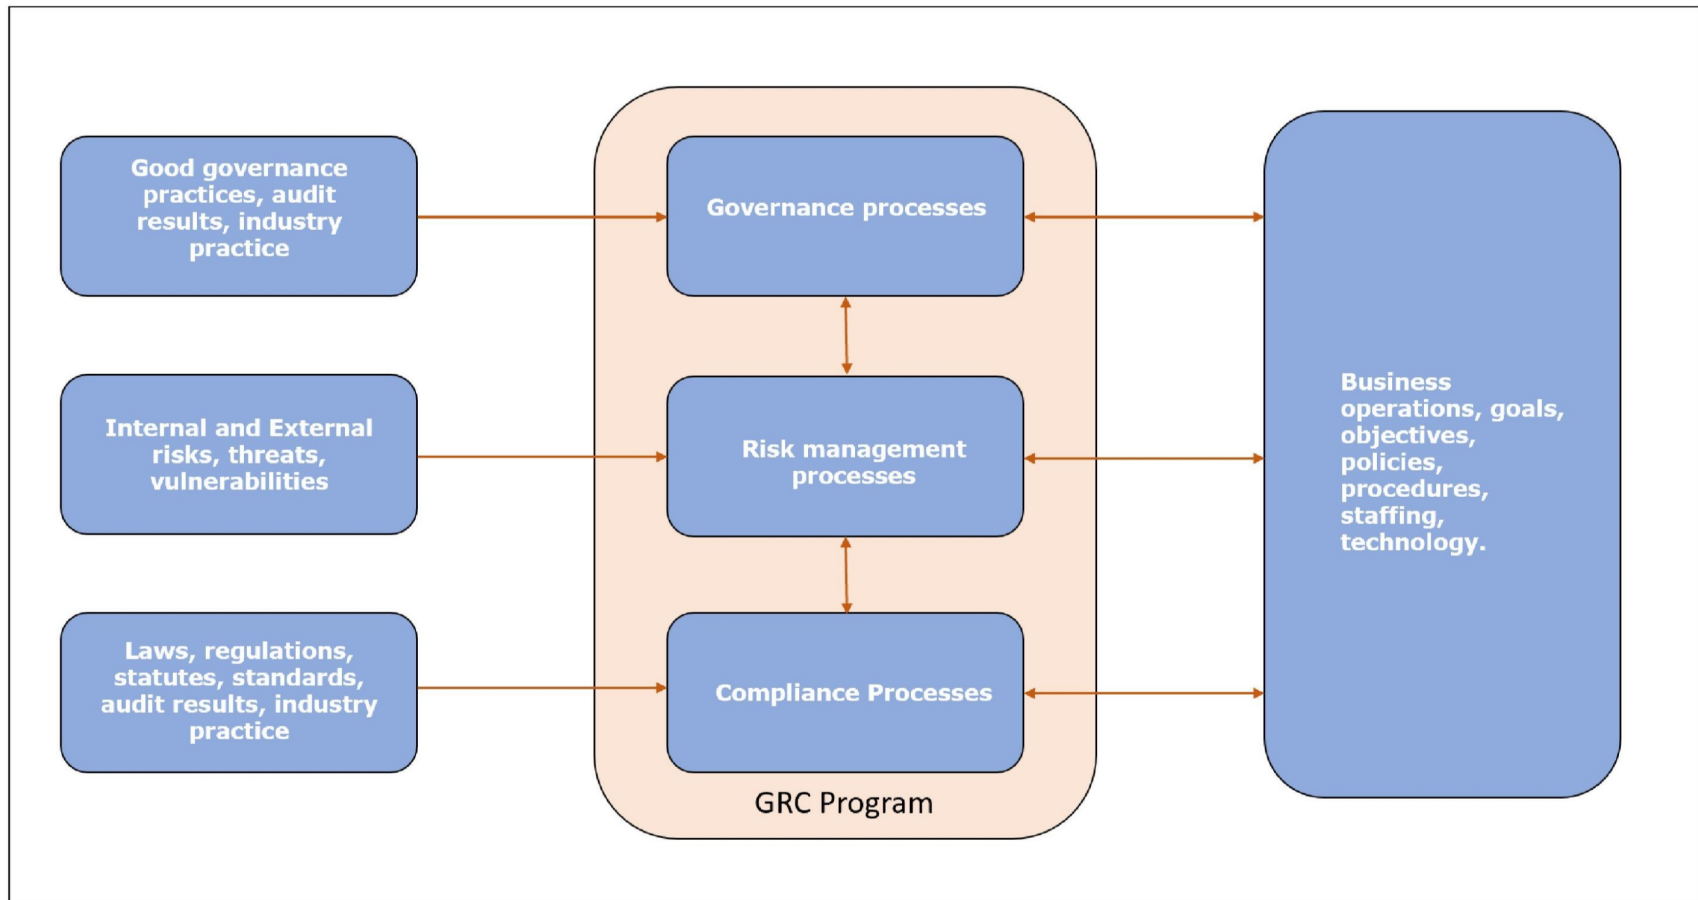 Good governance
practices, audit
results, industry
practice
Governance processes
Internal and External
risks, threats,
vulnerabilities
Risk management
processes
Business
operations, goals,
objectives,
policies,
procedures,
staffing,
technology.
Laws, regulations,
statutes, standards,
audit results, industry
practice
Compliance Processes
GRC Program